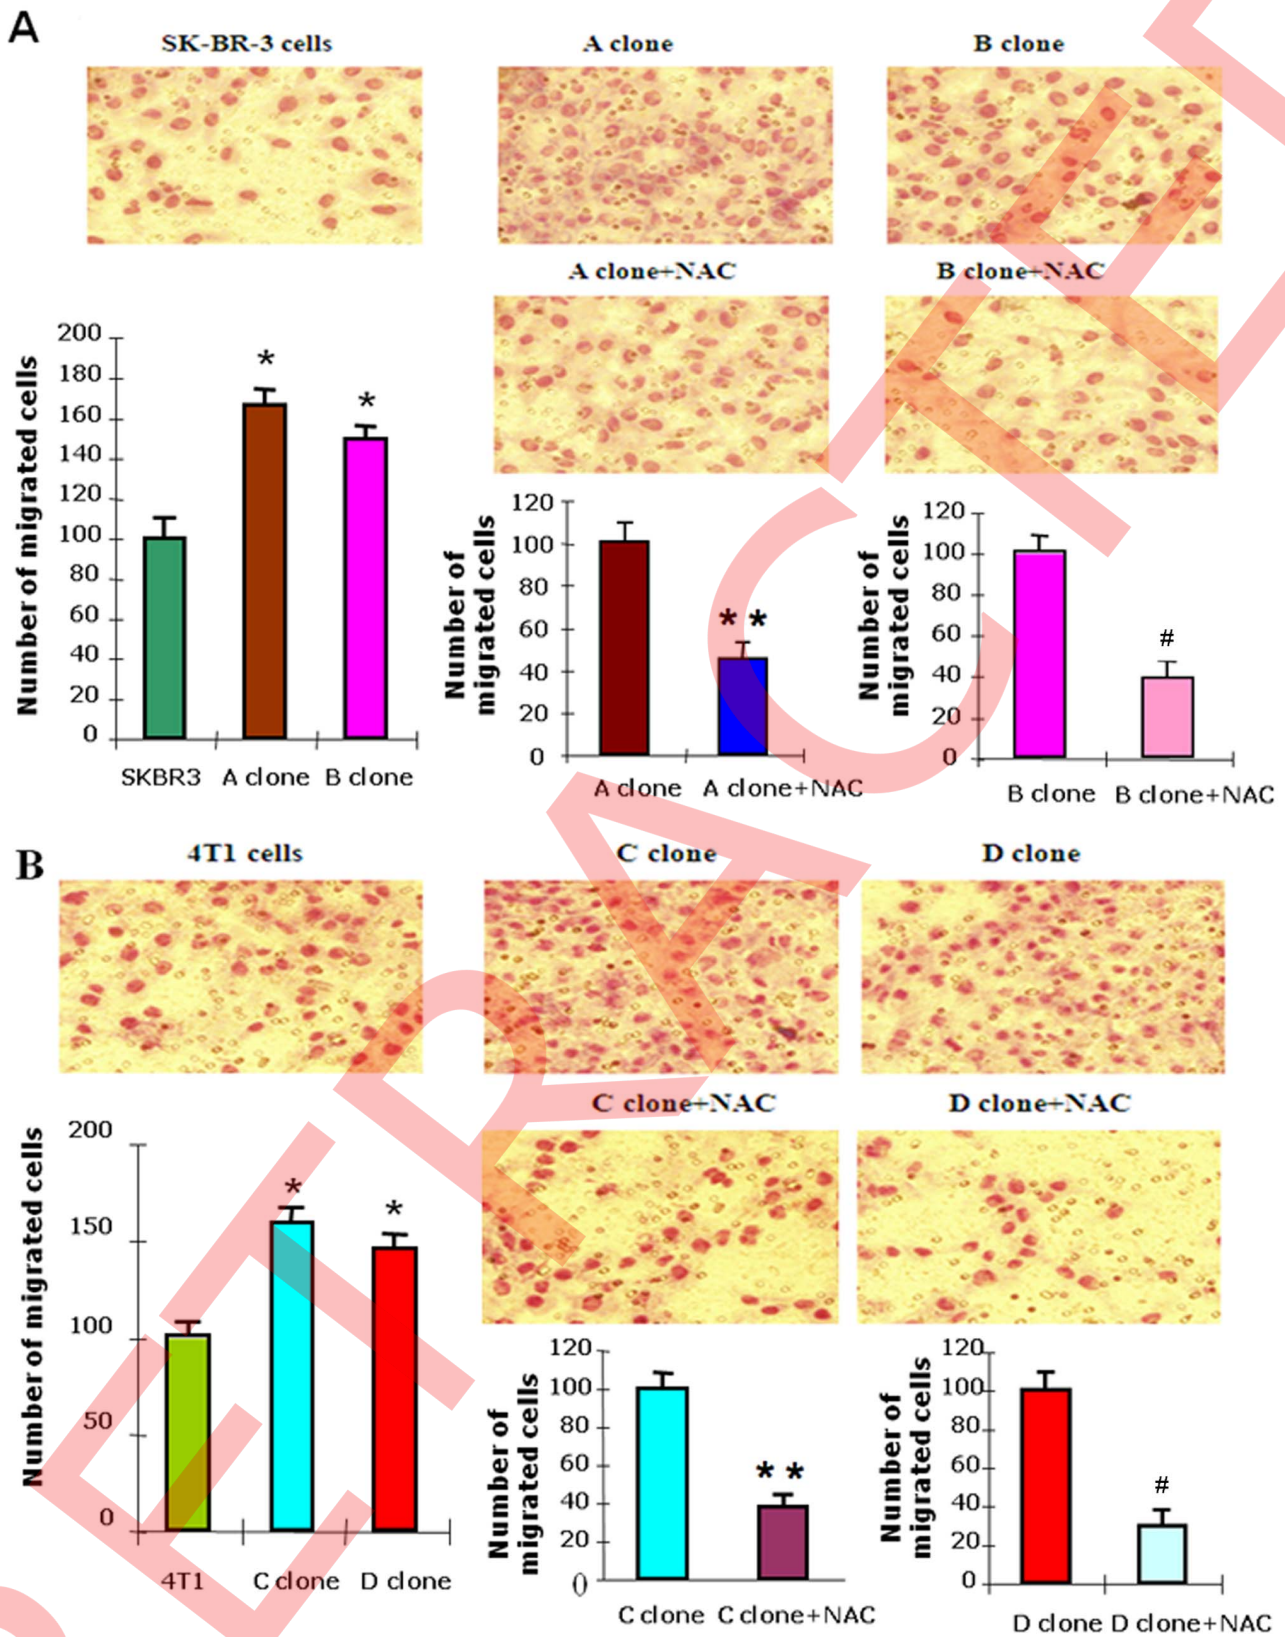 A
SK-BR-3 cells
A clone
B clone
A clone+NAC
B clone+NAC
Number of migrated cells
200
180
160
140
120
100
80
60
40
20
0
*
*
SKBR3 A clone B clone
Number of
migrated cells
120
100
80
60
40
20
0
**
A clone A clone+NAC
Number of
migrated cells
120
100
80
60
40
20
0
#
B clone B clone+NAC
B
4T1 cells
C clone
D clone
C clone+NAC
D clone+NAC
Number of migrated cells
200
150
100
50
0
*
*
4T1 C clone D clone
Number of
migrated cells
120
100
80
60
40
20
0
**
C clone C clone+NAC
Number of
migrated cells
120
100
80
60
40
20
0
#
D clone D clone+NAC
RETRACTED